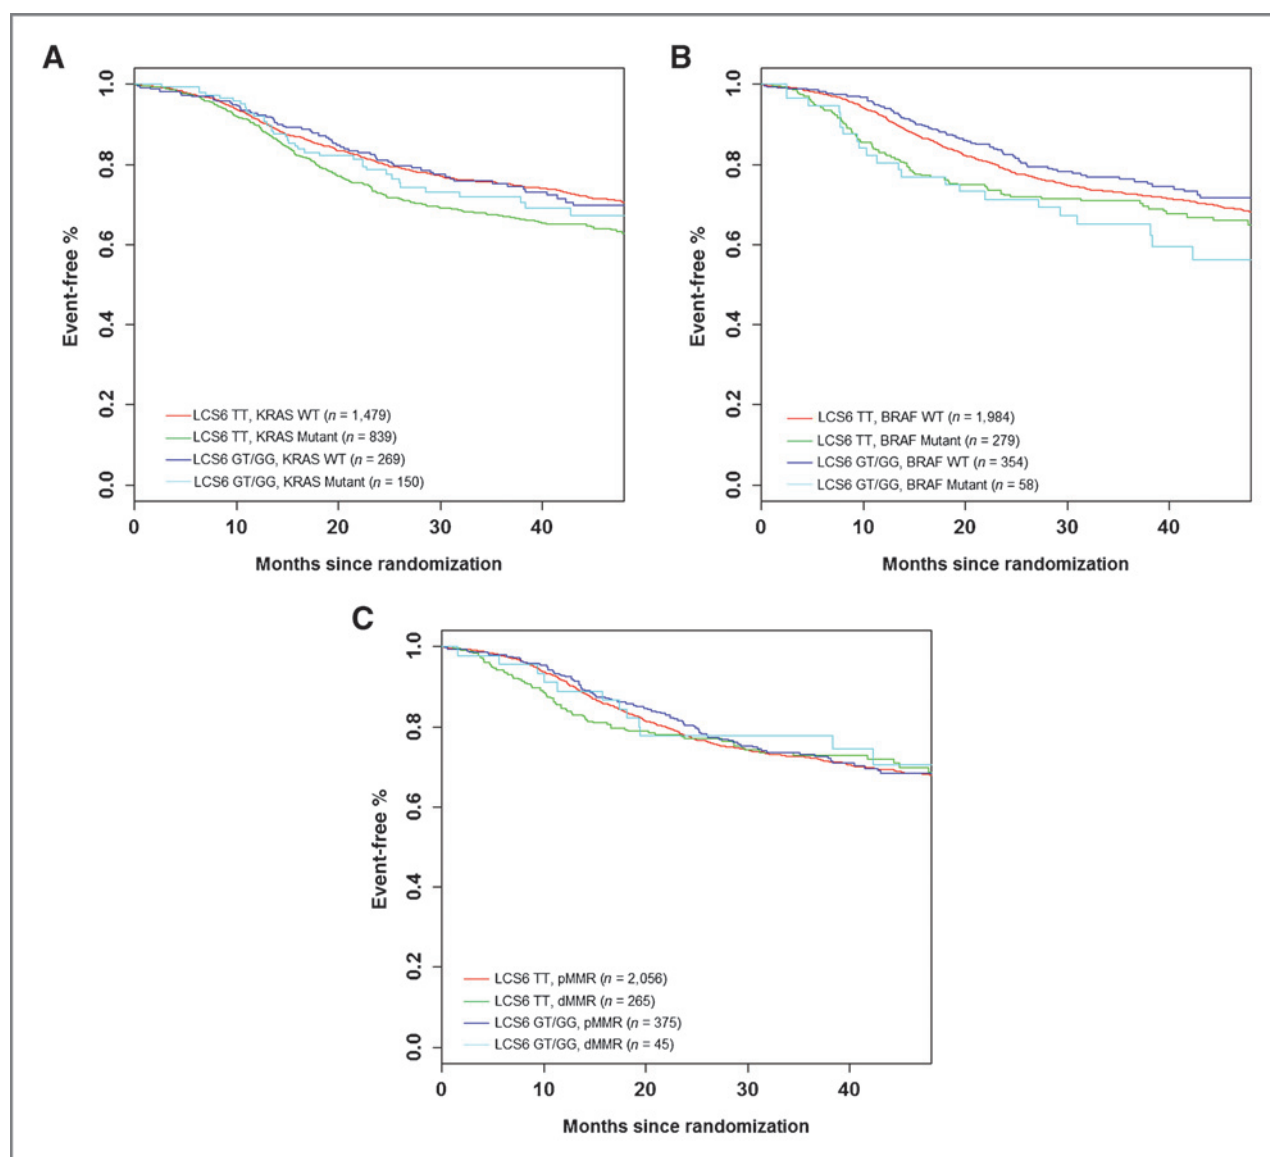 A
1.0
0.8
0.6
0.4
0.2
0.0
Event-free %
LCS6 TT, KRAS WT (n = 1,479)
LCS6 TT, KRAS Mutant (n = 839)
LCS6 GT/GG, KRAS WT (n = 269)
LCS6 GT/GG, KRAS Mutant (n = 150)
0 10 20 30 40
Months since randomization
B
1.0
0.8
0.6
0.4
0.2
0.0
Event-free %
LCS6 TT, BRAF WT (n = 1,984)
LCS6 TT, BRAF Mutant (n = 279)
LCS6 GT/GG, BRAF WT (n = 354)
LCS6 GT/GG, BRAF Mutant (n = 58)
0 10 20 30 40
Months since randomization
C
1.0
0.8
0.6
0.4
0.2
0.0
Event-free %
LCS6 TT, pMMR (n = 2,056)
LCS6 TT, dMMR (n = 265)
LCS6 GT/GG, pMMR (n = 375)
LCS6 GT/GG, dMMR (n = 45)
0 10 20 30 40
Months since randomization